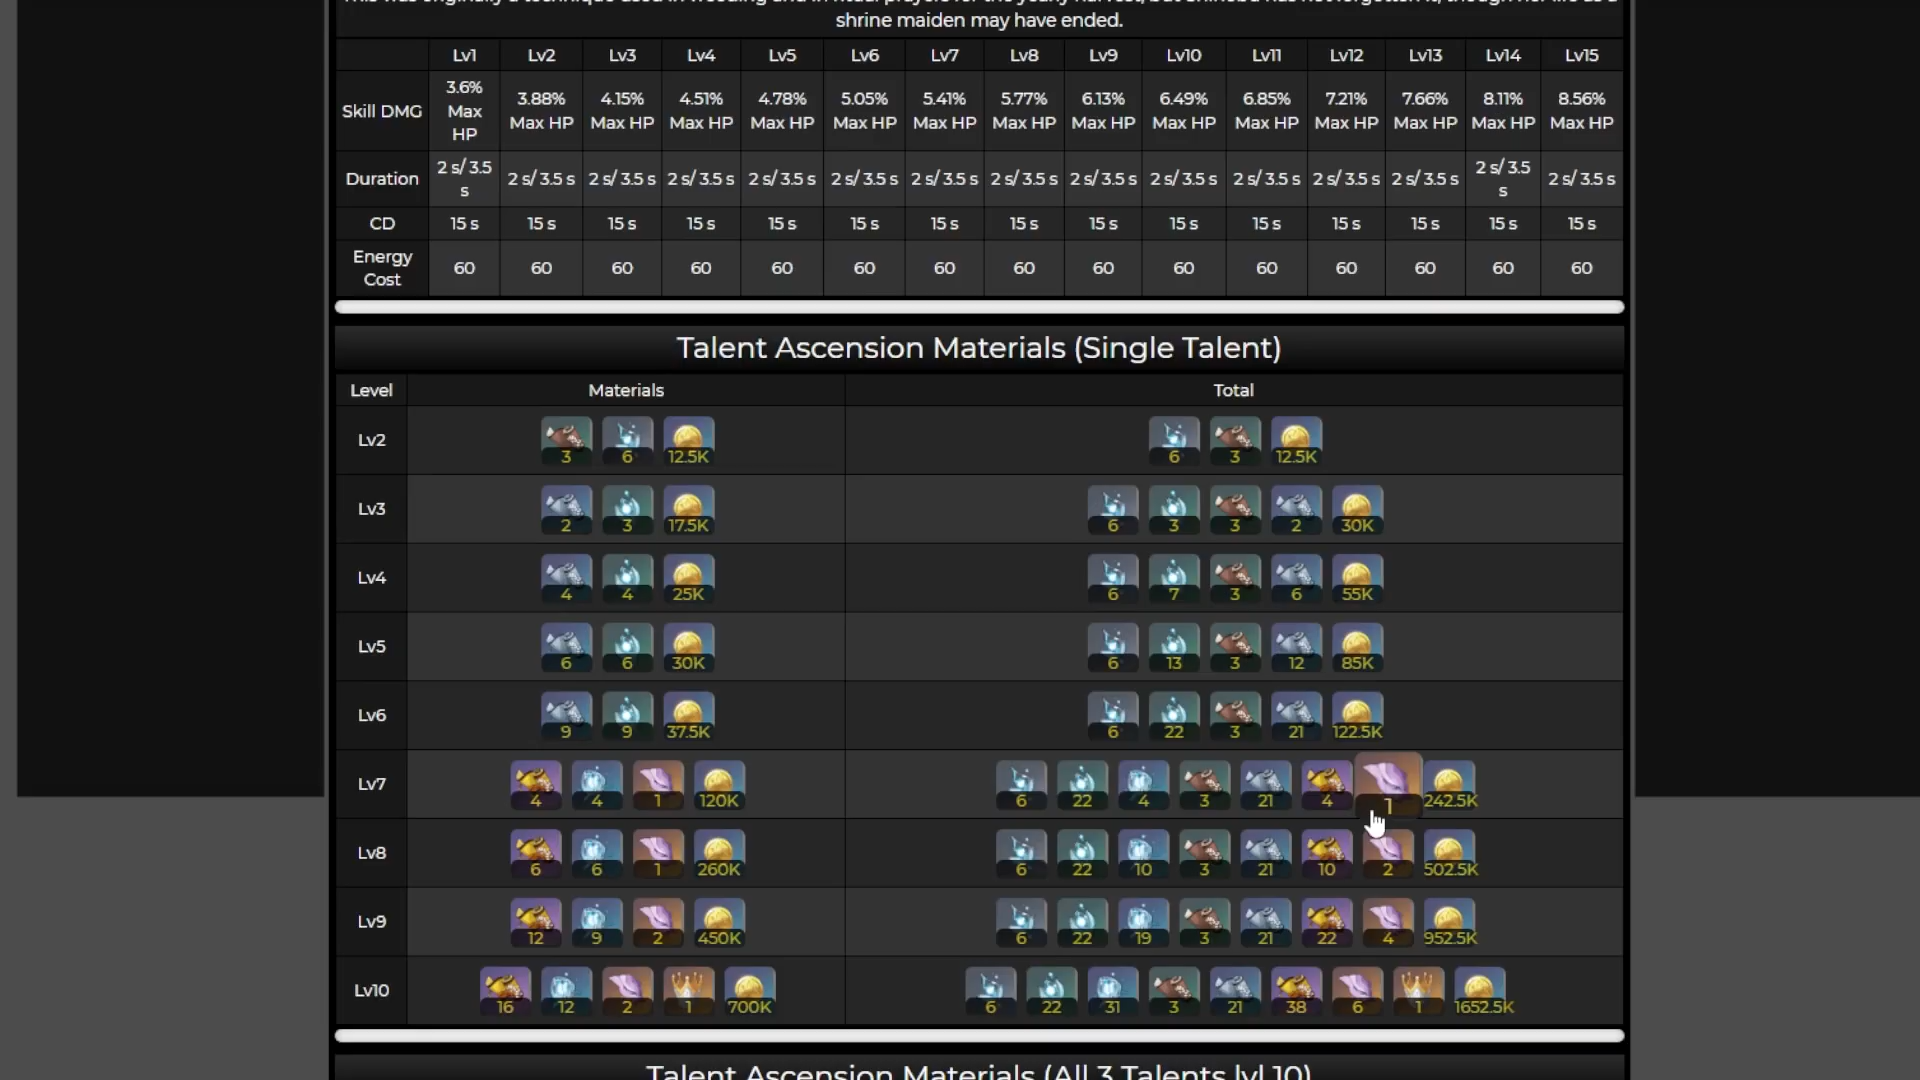 shrine maiden may have ended.
Lv1 Lv2 Lv3 Lv4 Lv5 Lv6 Lv7 Lv8 Lv9 Lv10 Lv11 Lv12 Lv13 Lv14 Lv15
Skill DMG 3.6% Max HP 3.88% Max HP 4.15% Max HP 4.51% Max HP 4.78% Max HP 5.05% Max HP 5.41% Max HP 5.77% Max HP 6.13% Max HP 6.49% Max HP 6.85% Max HP 7.21% Max HP 7.66% Max HP 8.11% Max HP 8.56% Max HP
Duration 2 s/ 3.5 s 2 s/ 3.5 s 2 s/ 3.5 s 2 s/ 3.5 s 2 s/ 3.5 s 2 s/ 3.5 s 2 s/ 3.5 s 2 s/ 3.5 s 2 s/ 3.5 s 2 s/ 3.5 s 2 s/ 3.5 s 2 s/ 3.5 s 2 s/ 3.5 s 2 s/ 3.5 s 2 s/ 3.5 s
CD 15 s 15 s 15 s 15 s 15 s 15 s 15 s 15 s 15 s 15 s 15 s 15 s 15 s 15 s 15 s
Energy Cost 60 60 60 60 60 60 60 60 60 60 60 60 60 60 60
Talent Ascension Materials (Single Talent)
Level Materials Total
Lv2 3 6 12.5K 6 3 12.5K
Lv3 2 3 17.5K 6 3 3 2 30K
Lv4 4 4 25K 6 7 3 6 55K
Lv5 6 6 30K 6 13 3 12 85K
Lv6 9 9 37.5K 6 22 3 21 122.5K
Lv7 4 4 1 120K 6 22 4 3 21 4 1 242.5K
Lv8 6 6 1 260K 6 22 10 3 21 10 2 502.5K
Lv9 12 9 2 450K 6 22 19 3 21 22 4 952.5K
Lv10 16 12 2 1 700K 6 22 31 3 21 38 6 1 1652.5K
Talent Ascension Materials (All 3 Talents lvl 10)